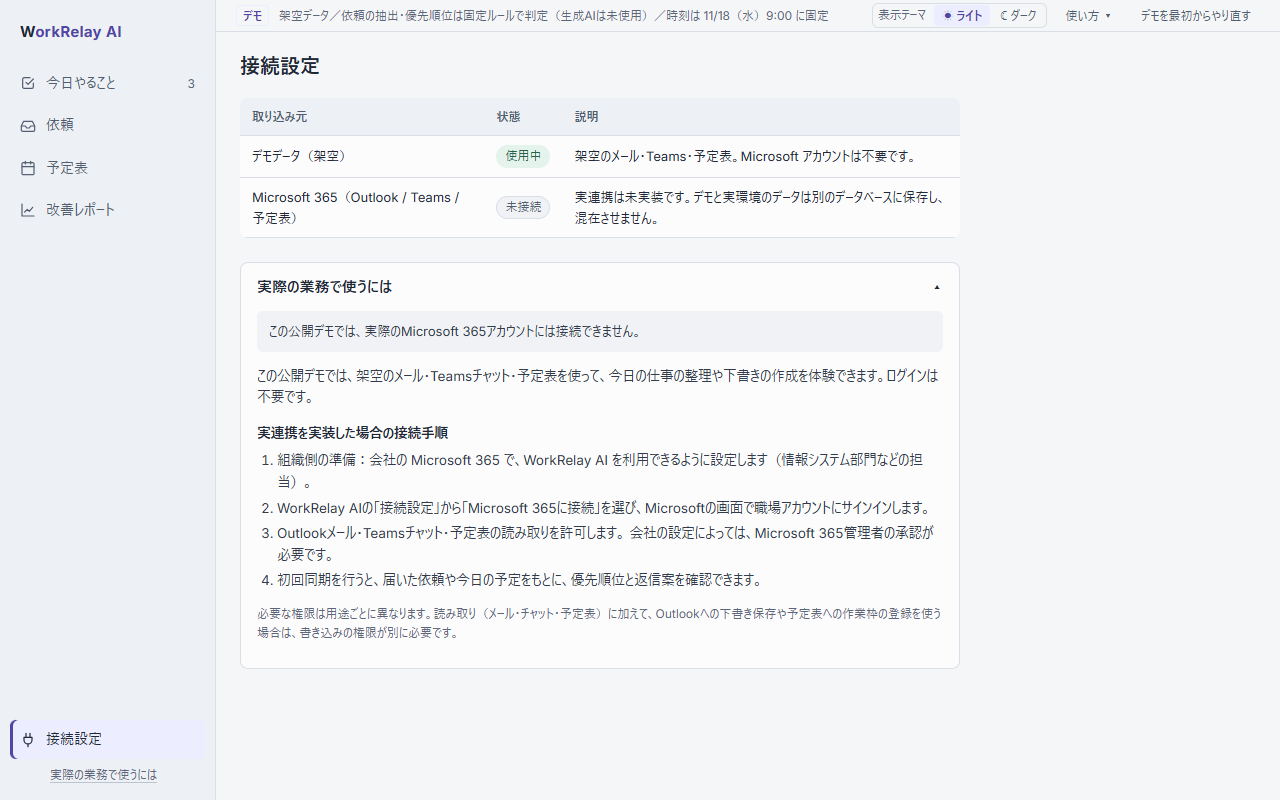 WorkRelay AI
今日やること 3
依頼
予定表
改善レポート
接続設定
実際の業務で使うには
デモ 架空データ／依頼の抽出・優先順位は固定ルールで判定（生成AIは未使用）／時刻は 11/18（水）9:00 に固定
表示テーマ ライト ダーク 使い方 デモを最初からやり直す
接続設定
取り込み元 状態 説明
デモデータ（架空） 使用中 架空のメール・Teams・予定表。Microsoft アカウントは不要です。
Microsoft 365（Outlook / Teams /
予定表）
未接続
実連携は未実装です。デモと実環境のデータは別のデータベースに保存し、
混在させません。
実際の業務で使うには
この公開デモでは、実際のMicrosoft 365アカウントには接続できません。
この公開デモでは、架空のメール・Teamsチャット・予定表を使って、今日の仕事の整理や下書きの作成を体験できます。ログインは
不要です。
実連携を実装した場合の接続手順
1. 組織側の準備：会社の Microsoft 365 で、WorkRelay AI を利用できるように設定します（情報システム部門などの担
当）。
2. WorkRelay AIの「接続設定」から「Microsoft 365に接続」を選び、Microsoftの画面で職場アカウントにサインインします。
3. Outlookメール・Teamsチャット・予定表の読み取りを許可します。会社の設定によっては、Microsoft 365管理者の承認が
必要です。
4. 初回同期を行うと、届いた依頼や今日の予定をもとに、優先順位と返信案を確認できます。
必要な権限は用途ごとに異なります。読み取り（メール・チャット・予定表）に加えて、Outlookへの下書き保存や予定表への作業枠の登録を使う
場合は、書き込みの権限が別に必要です。